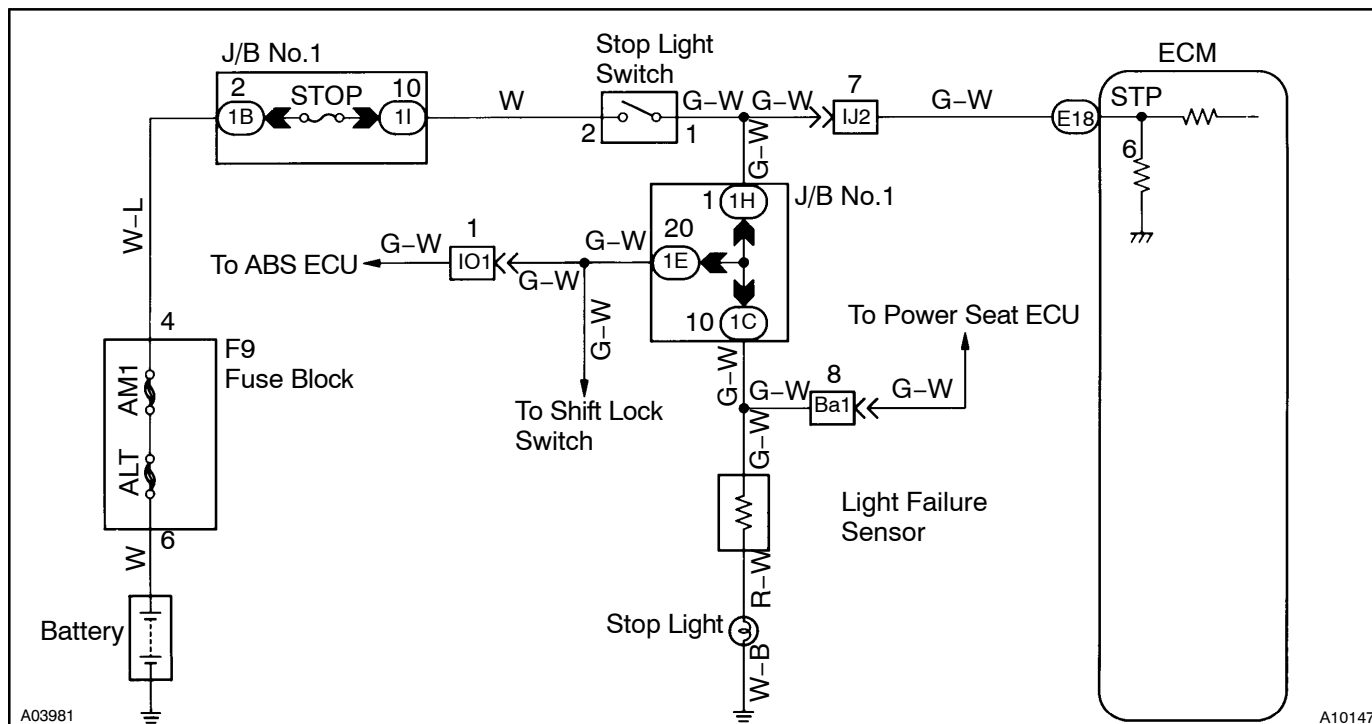 J/B No.1
2
1B
STOP
10
1I
W
Stop Light
Switch
2
1
G-W
G-W
7
IJ2
G-W
E18
ECM
STP
6
G-W
W-L
1
1H
J/B No.1
20
1E
10
1C
G-W
1
IO1
G-W
G-W
To ABS ECU
G-W
To Shift Lock
Switch
4
F9
Fuse Block
AM1
ALT
6
W
Battery
G-W
G-W
8
Ba1
G-W
To Power Seat ECU
G-W
Light Failure
Sensor
R-W
Stop Light
W-B
A03981
A10147